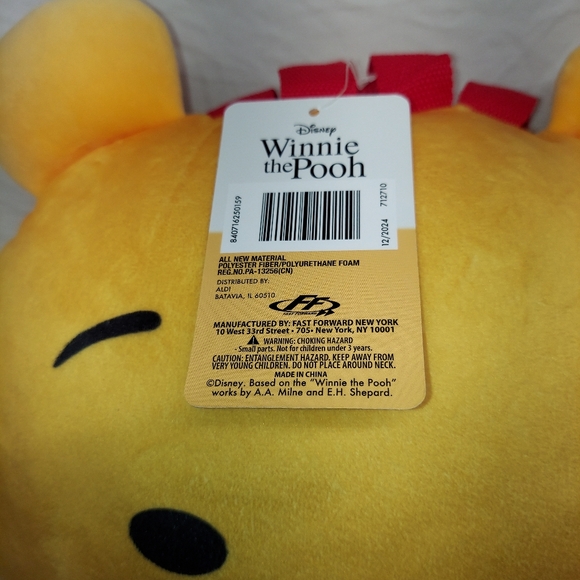 Disney
Winnie
the Pooh
840716250159
12/2024 712710
ALL NEW MATERIAL
POLYESTER FIBER/POLYURETHANE FOAM
REG.NO.PA-13256(CN)
DISTRIBUTED BY:
ALDI
BATAVIA, IL 60510
FF
FAST FORWARD
MANUFACTURED BY: FAST FORWARD NEW YORK
10 West 33rd Street • 705 • New York, NY 10001
WARNING: CHOKING HAZARD
- Small parts. Not for children under 3 years.
CAUTION: ENTANGLEMENT HAZARD. KEEP AWAY FROM
VERY YOUNG CHILDREN. DO NOT PLACE AROUND NECK.
MADE IN CHINA
©Disney. Based on the "Winnie the Pooh"
works by A.A. Milne and E.H. Shepard.